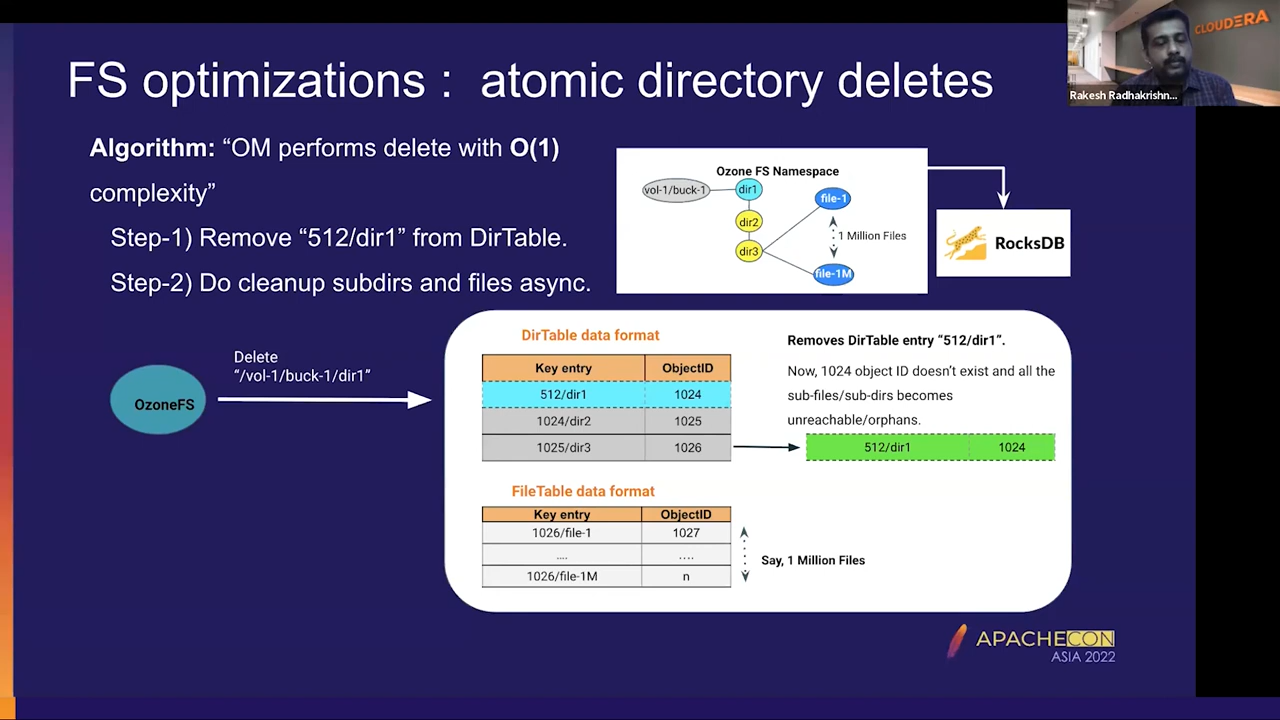 FS optimizations :  atomic directory deletes
CLOUDERA
Rakesh Radhakrishn...
Algorithm: “OM performs delete with O(1)
complexity”
Step-1) Remove “512/dir1” from DirTable.
Step-2) Do cleanup subdirs and files async.
Ozone FS Namespace
vol-1/buck-1
dir1
dir2
dir3
file-1
1 Million Files
file-1M
RocksDB
OzoneFS
Delete
“/vol-1/buck-1/dir1”
DirTable data format
Key entry ObjectID
512/dir1 1024
1024/dir2 1025
1025/dir3 1026
Removes DirTable entry “512/dir1”.
Now, 1024 object ID doesn’t exist and all the
sub-files/sub-dirs becomes
unreachable/orphans.
512/dir1 1024
FileTable data format
Key entry ObjectID
1026/file-1 1027
.... ....
1026/file-1M n
Say, 1 Million Files
APACHECON
ASIA 2022